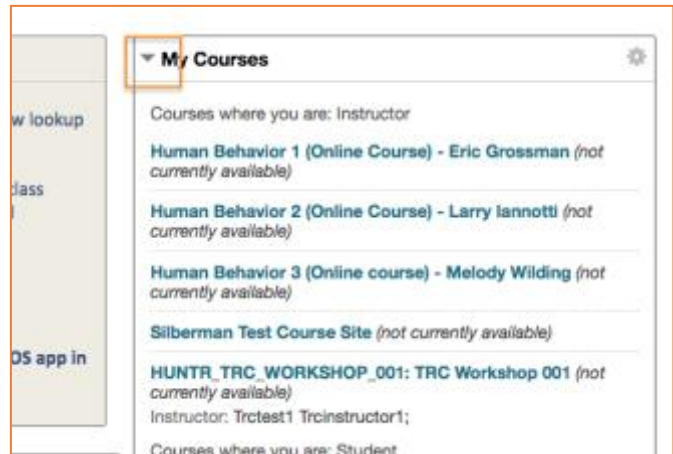 My Courses
w lookup
Courses where you are: Instructor
Human Behavior 1 (Online Course) - Eric Grossman (not
currently available)
class
Human Behavior 2 (Online Course) - Larry Iannotti (not
currently available)
Human Behavior 3 (Online course) - Melody Wilding (not
currently available)
Silberman Test Course Site (not currently available)
OS app in
HUNTR_TRC_WORKSHOP_001: TRC Workshop 001 (not
currently available)
Instructor: Trctest1 Trcinstructor1;
Courses where you are: Student